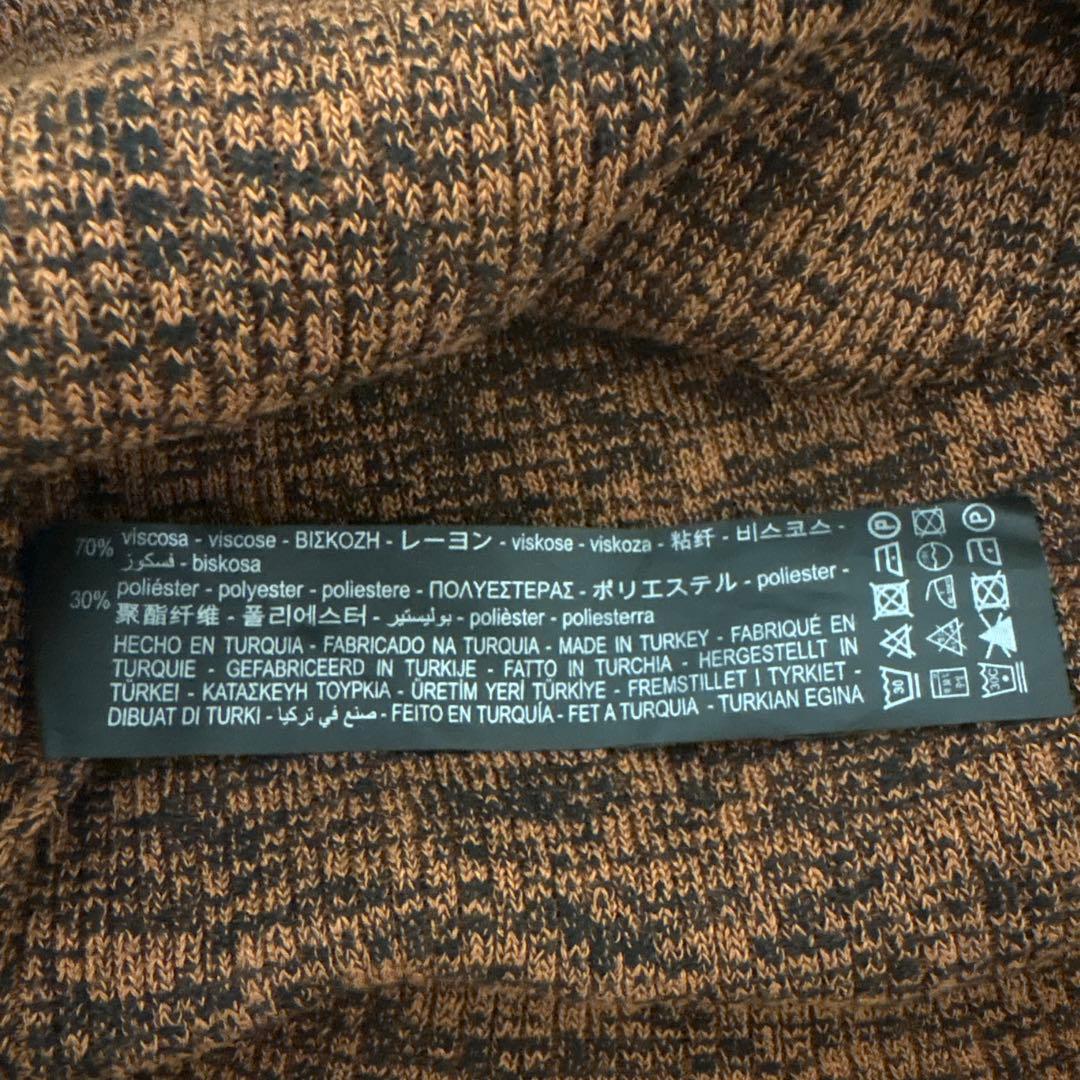 70% viscosa - viscose - ΒΙΣΚΟΖΗ - レーヨン - viskose - viskoza - 粘纤 - 비스코스 -
فسكوز - biskosa
30% poliéster - polyester - poliestere - ΠΟΛΥΕΣΤΕΡΑΣ - ポリエステル - poliester -
聚酯纤维 - 폴리에스터 - بوليستير - polièster - poliesterra
HECHO EN TURQUIA - FABRICADO NA TURQUIA - MADE IN TURKEY - FABRIQUÉ EN
TURQUIE - GEFABRICEERD IN TURKIJE - FATTO IN TURCHIA - HERGESTELLT IN
TÜRKEI - ΚΑΤΑΣΚΕΥΗ ΤΟΥΡΚΙΑ - ÜRETİM YERİ TÜRKİYE - FREMSTILLET I TYRKIET -
DIBUAT DI TURKI - صنع في تركيا - FEITO EN TURQUÍA - FET A TURQUIA - TURKIAN EGINA
P P
30 30C